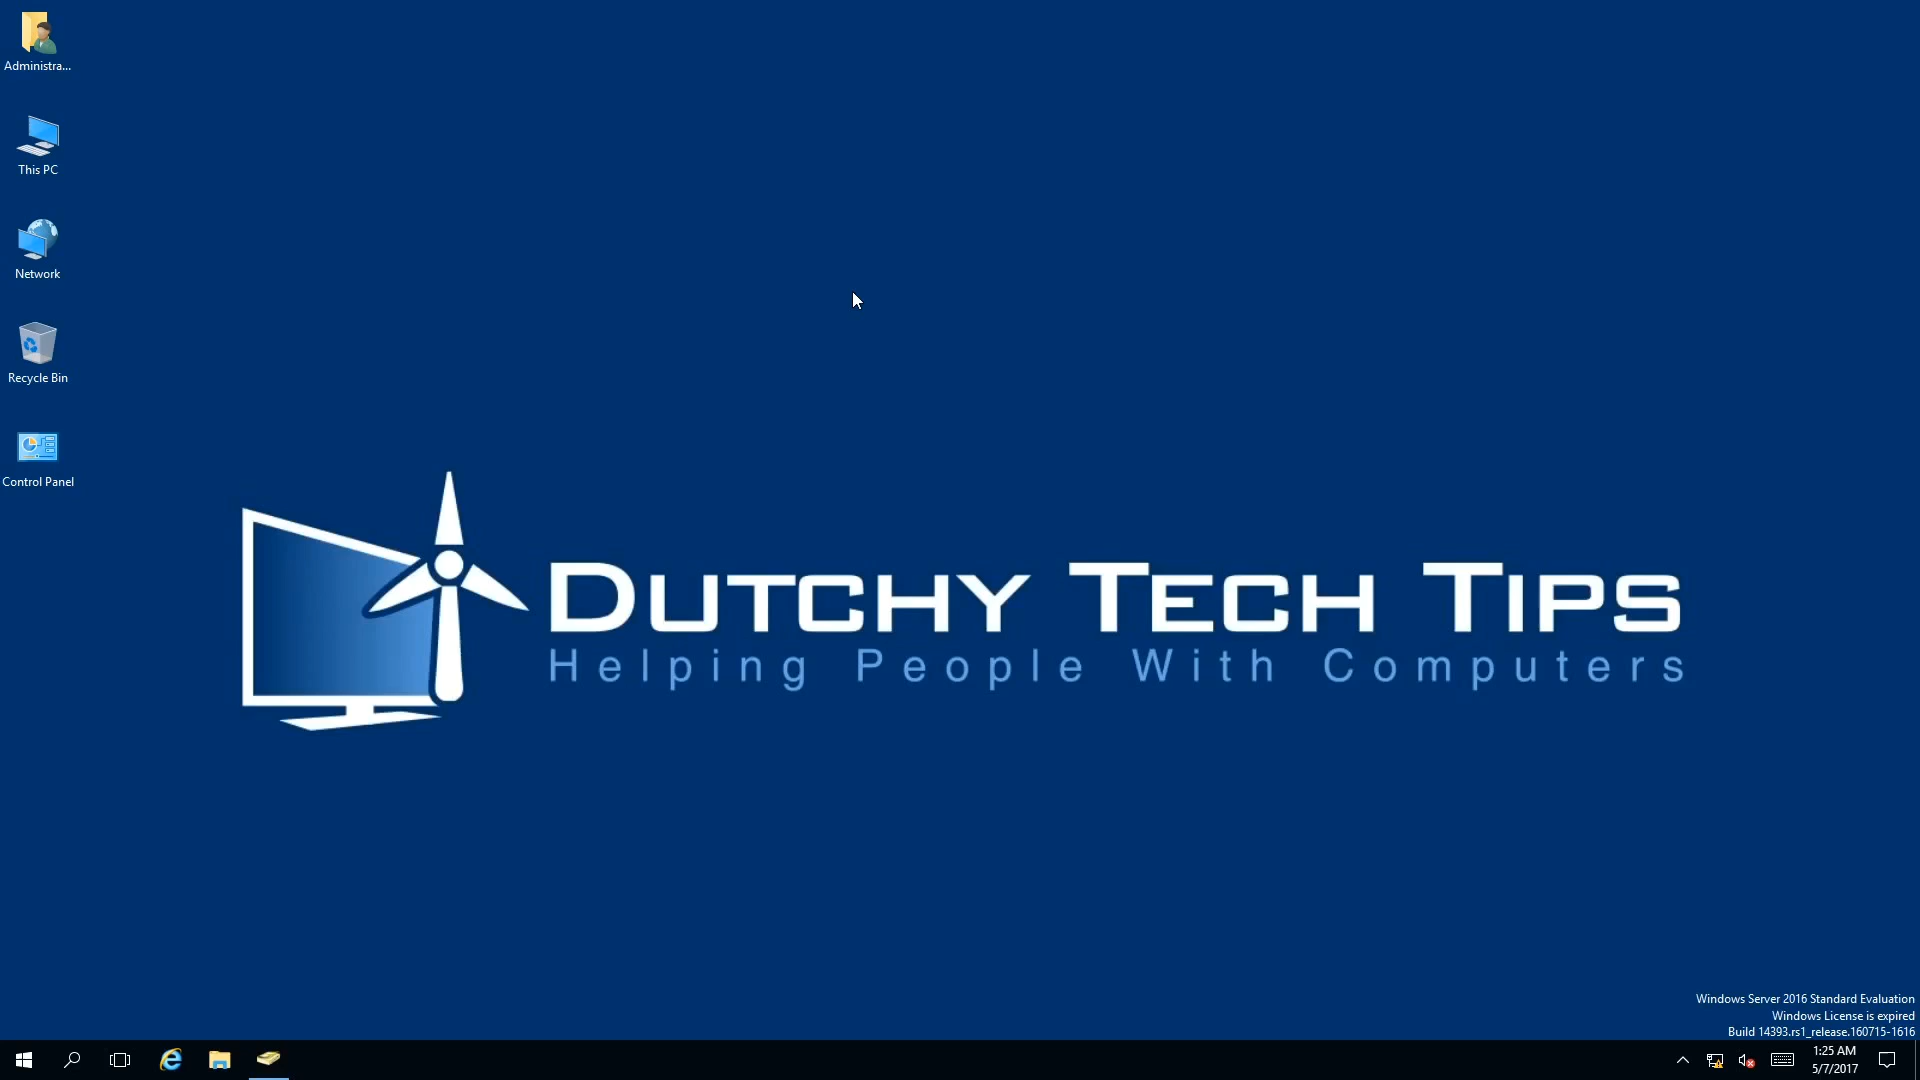 Administra...
This PC
Network
Recycle Bin
Control Panel
DUTCHY TECH TIPS
Helping People With Computers
Windows Server 2016 Standard Evaluation
Windows License is expired
Build 14393.rs1_release.160715-1616
1:25 AM
5/7/2017